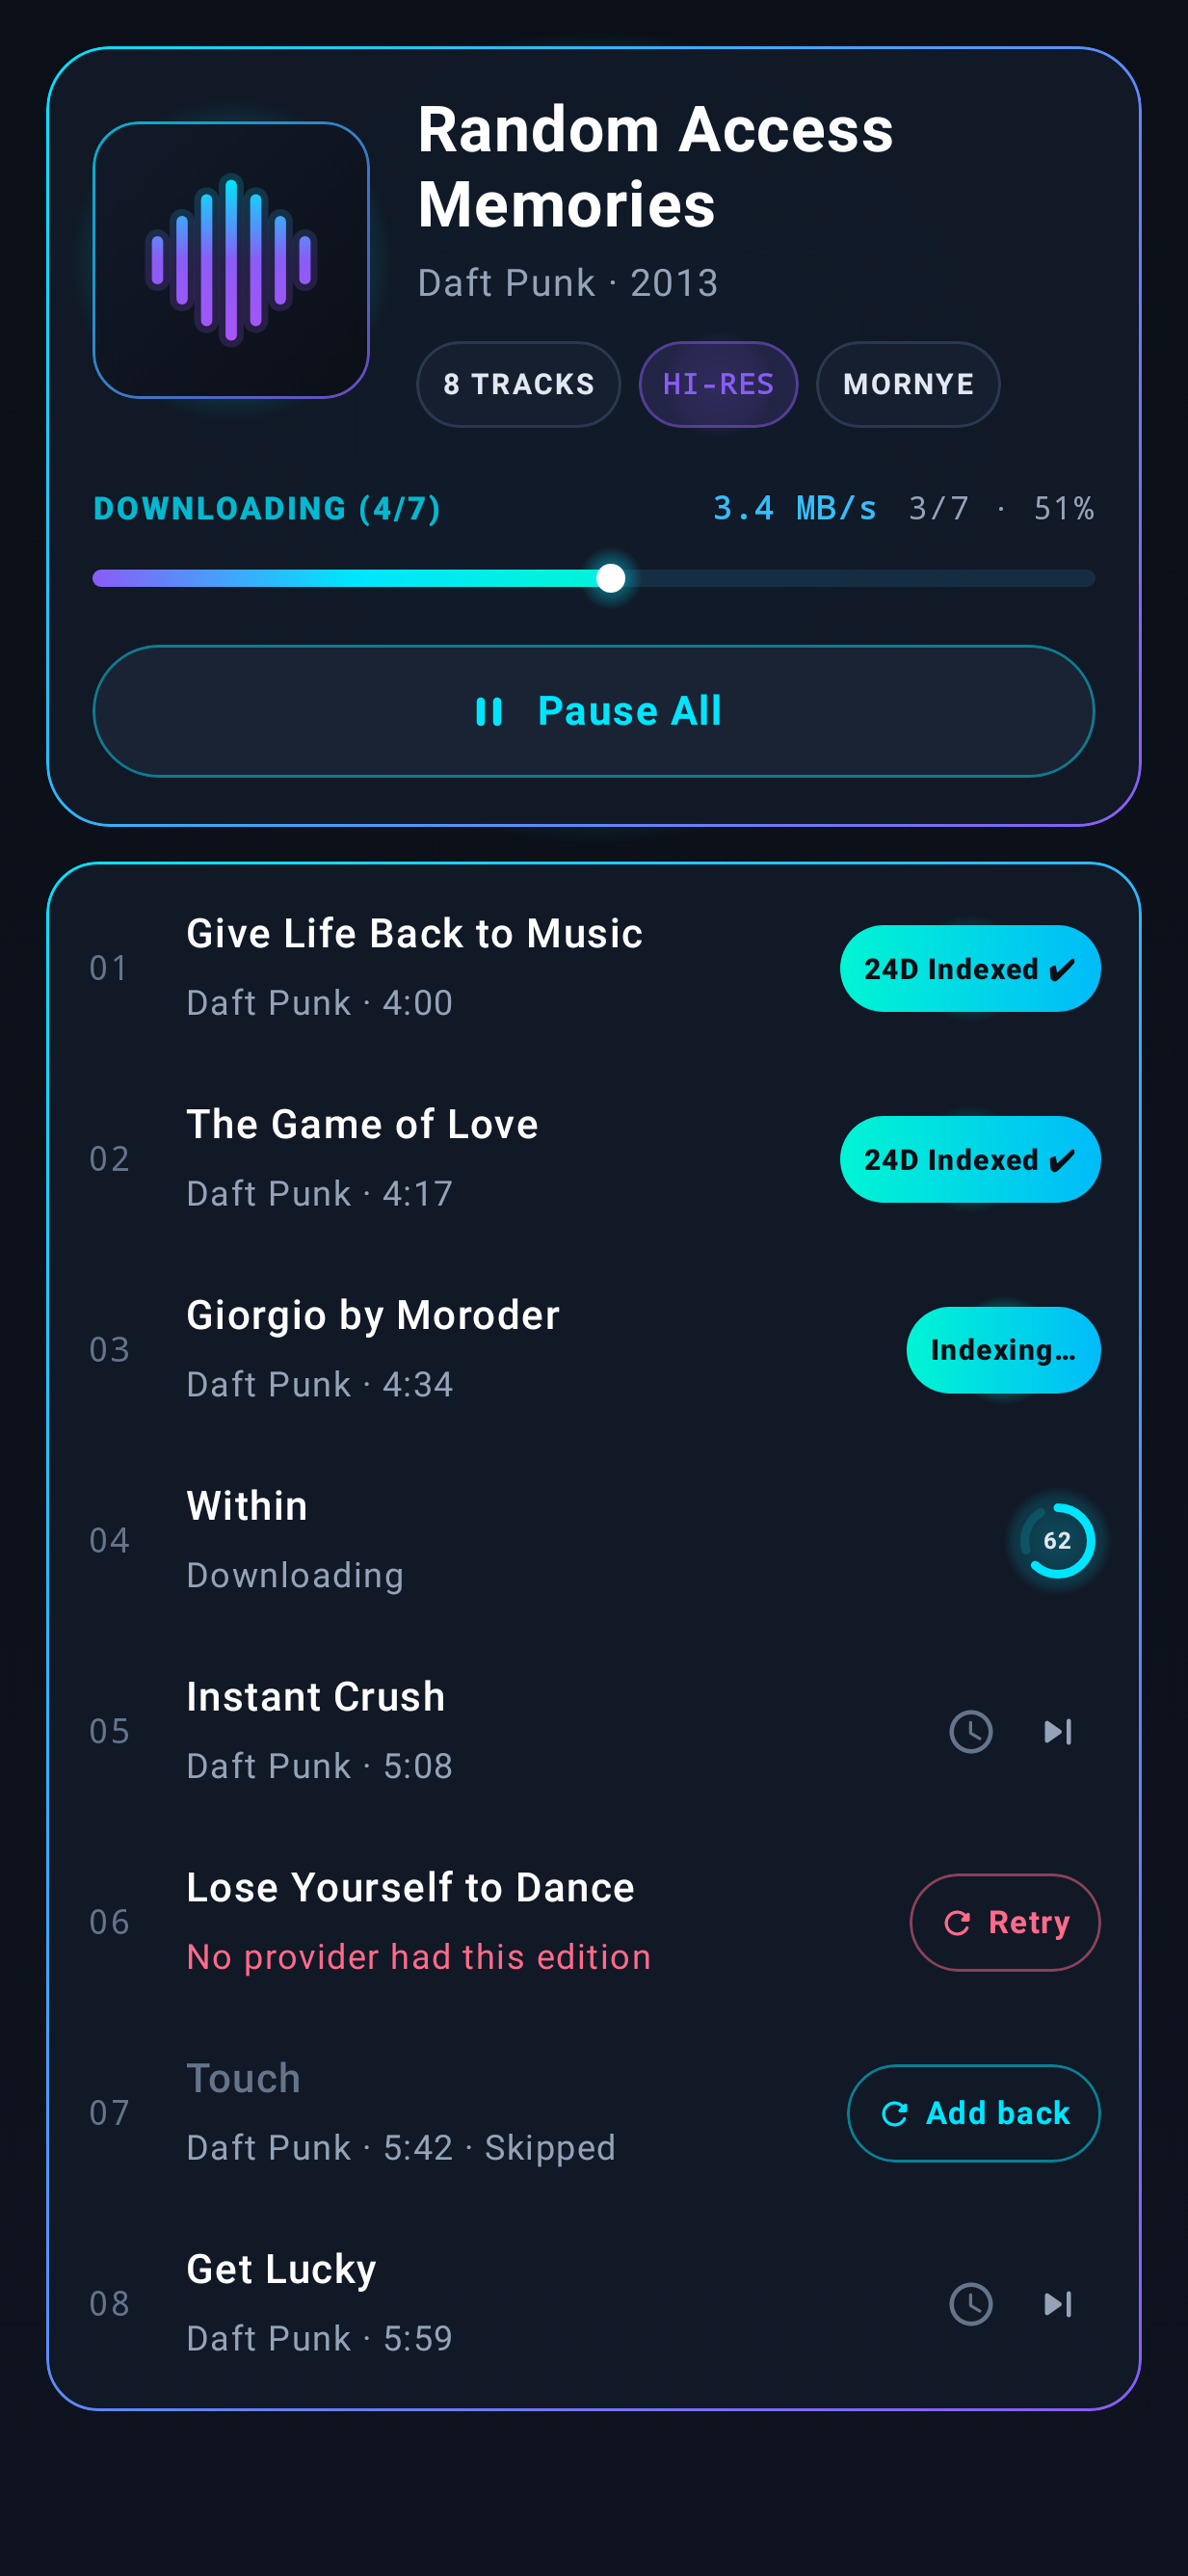 Random Access
Memories
Daft Punk · 2013
8 TRACKS HI-RES MORNYE
DOWNLOADING (4/7) 3.4 MB/s 3/7 · 51%
Pause All
01 Give Life Back to Music
Daft Punk · 4:00
24D Indexed ✔
02 The Game of Love
Daft Punk · 4:17
24D Indexed ✔
03 Giorgio by Moroder
Daft Punk · 4:34
Indexing…
04 Within
Downloading
62
05 Instant Crush
Daft Punk · 5:08
06 Lose Yourself to Dance
No provider had this edition
Retry
07 Touch
Daft Punk · 5:42 · Skipped
Add back
08 Get Lucky
Daft Punk · 5:59